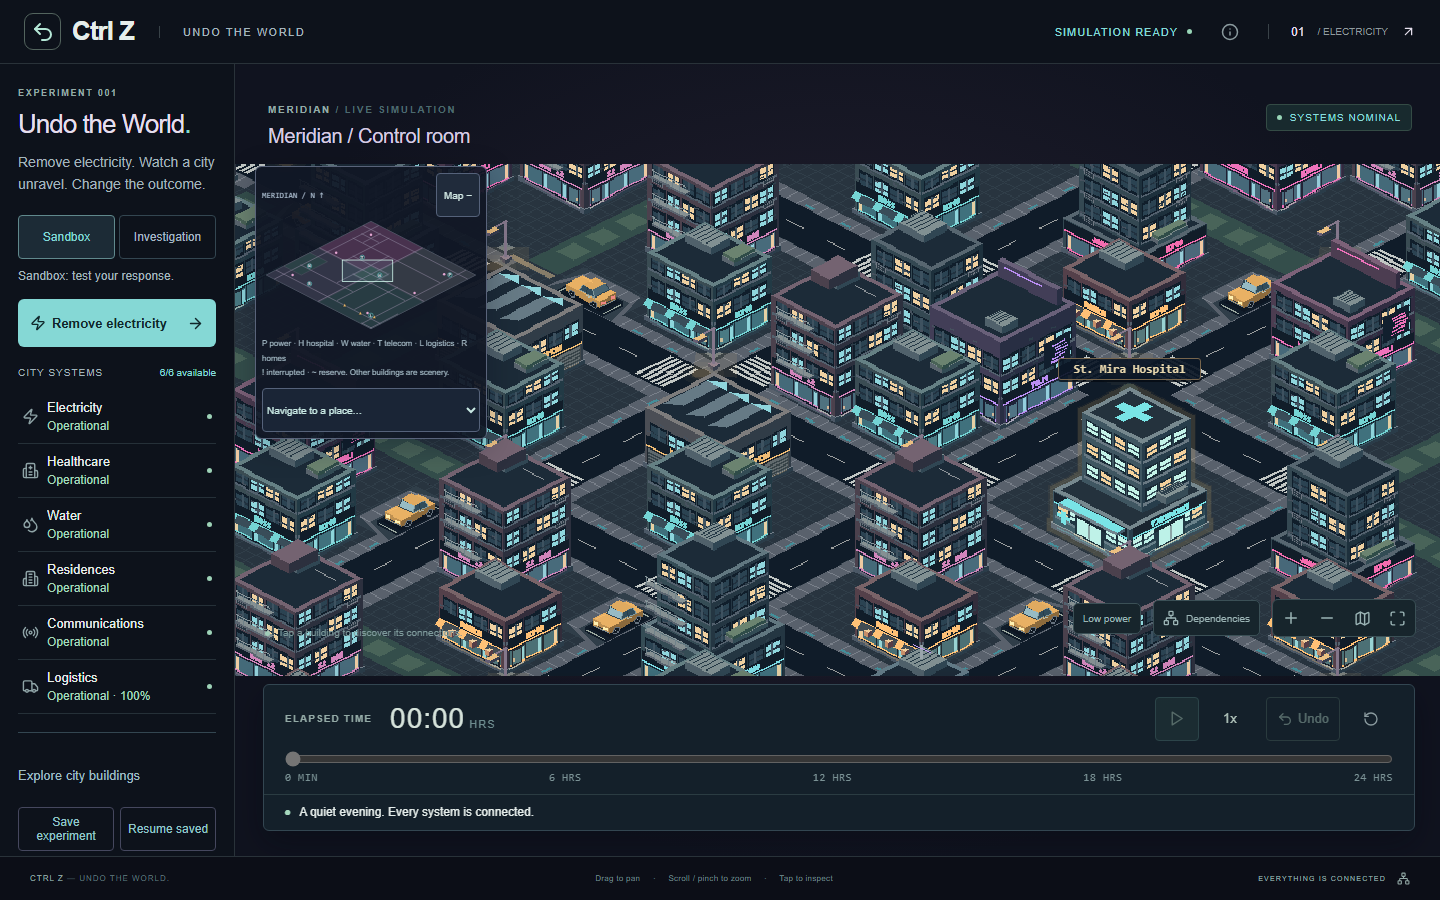 Ctrl Z
UNDO THE WORLD
SIMULATION READY
01 / ELECTRICITY
EXPERIMENT 001
Undo the World.
Remove electricity. Watch a city
unravel. Change the outcome.
Sandbox
Investigation
Sandbox: test your response.
Remove electricity
CITY SYSTEMS
6/6 available
Electricity
Operational
Healthcare
Operational
Water
Operational
Residences
Operational
Communications
Operational
Logistics
Operational · 100%
Explore city buildings
Save
experiment
Resume saved
MERIDIAN / LIVE SIMULATION
Meridian / Control room
SYSTEMS NOMINAL
MERIDIAN / N ↑
Map −
P power · H hospital · W water · T telecom · L logistics · R
homes
! interrupted · ~ reserve. Other buildings are scenery.
Navigate to a place...
St. Mira Hospital
Tap a building to discover its
Low power
Dependencies
ELAPSED TIME 00:00 HRS
1x
Undo
0 MIN 6 HRS 12 HRS 18 HRS 24 HRS
A quiet evening. Every system is connected.
CTRL Z — UNDO THE WORLD.
Drag to pan · Scroll / pinch to zoom · Tap to inspect
EVERYTHING IS CONNECTED